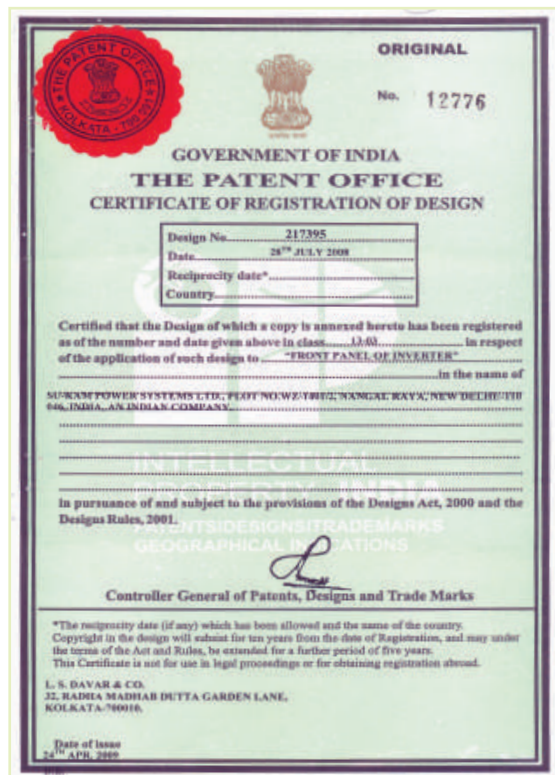 THE PATENT OFFICE
KOLKATA - 700 091
ORIGINAL
No. 12776
GOVERNMENT OF INDIA
THE PATENT OFFICE
CERTIFICATE OF REGISTRATION OF DESIGN
Design No. 217395
Date 28TH JULY 2008
Reciprocity date*
Country
Certified that the Design of which a copy is annexed hereto has been registered
as of the number and date given above in class 13-03 in respect
of the application of such design to "FRONT PANEL OF INVERTER"
in the name of
SU-KAM POWER SYSTEMS LTD., PLOT NO. NANGAL RAYA, NEW DELHI-110
046, INDIA, AN INDIAN COMPANY.
INTELLECTUAL
PROPERTY INDIA
in pursuance of and subject to the provisions of the Designs Act, 2000 and the
Designs Rules, 2001.
PATENTS|DESIGNS|TRADEMARKS
GEOGRAPHICAL INDICATIONS
Controller General of Patents, Designs and Trade Marks
*The reciprocity date (if any) which has been allowed and the name of the country.
Copyright in the design will subsist for ten years from the date of Registration, and may under
the terms of the Act and Rules, be extended for a further period of five years.
This Certificate is not for use in legal proceedings or for obtaining registration abroad.
L. S. DAVAR & CO.
32, RADHA MADHAB DUTTA GARDEN LANE,
KOLKATA-700010.
Date of issue
24TH APR, 2009